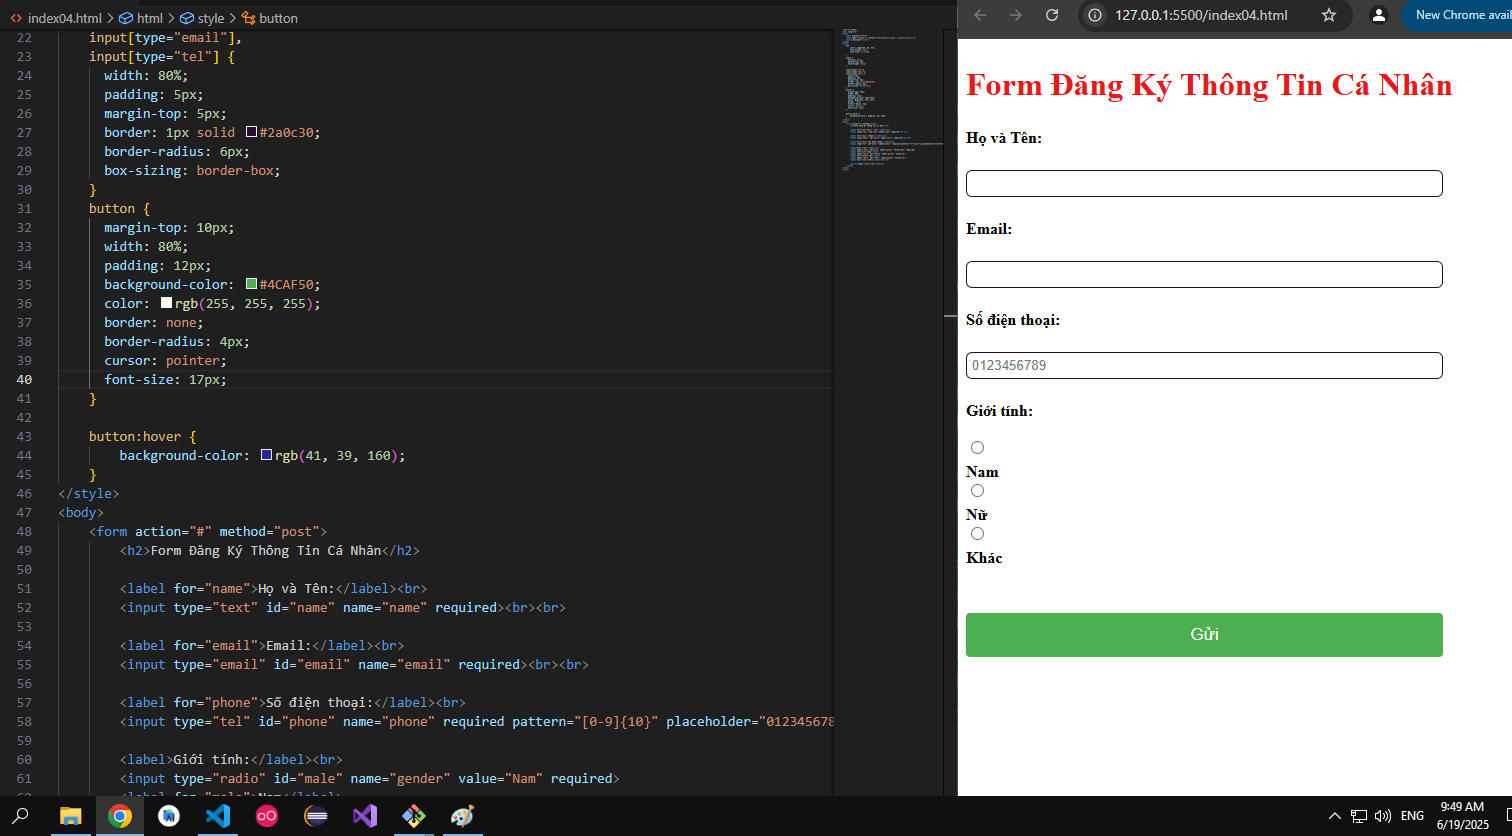 index04.html > html > style > button
22 input[type="email"],
23 input[type="tel"] {
24 width: 80%;
25 padding: 5px;
26 margin-top: 5px;
27 border: 1px solid #2a0c30;
28 border-radius: 6px;
29 box-sizing: border-box;
30 }
31 button {
32 margin-top: 10px;
33 width: 80%;
34 padding: 12px;
35 background-color: #4CAF50;
36 color: rgb(255, 255, 255);
37 border: none;
38 border-radius: 4px;
39 cursor: pointer;
40 font-size: 17px;
41 }
42
43 button:hover {
44 background-color: rgb(41, 39, 160);
45 }
46 </style>
47 <body>
48 <form action="#" method="post">
49 <h2>Form Đăng Ký Thông Tin Cá Nhân</h2>
50
51 <label for="name">Họ và Tên:</label><br>
52 <input type="text" id="name" name="name" required><br><br>
53
54 <label for="email">Email:</label><br>
55 <input type="email" id="email" name="email" required><br><br>
56
57 <label for="phone">Số điện thoại:</label><br>
58 <input type="tel" id="phone" name="phone" required pattern="[0-9]{10}" placeholder="012345678
59
60 <label>Giới tính:</label><br>
61 <input type="radio" id="male" name="gender" value="Nam" required>
127.0.0.1:5500/index04.html
New Chrome avail
Form Đăng Ký Thông Tin Cá Nhân
Họ và Tên:
Email:
Số điện thoại:
0123456789
Giới tính:
Nam
Nữ
Khác
Gửi
ENG
9:49 AM
6/19/2025